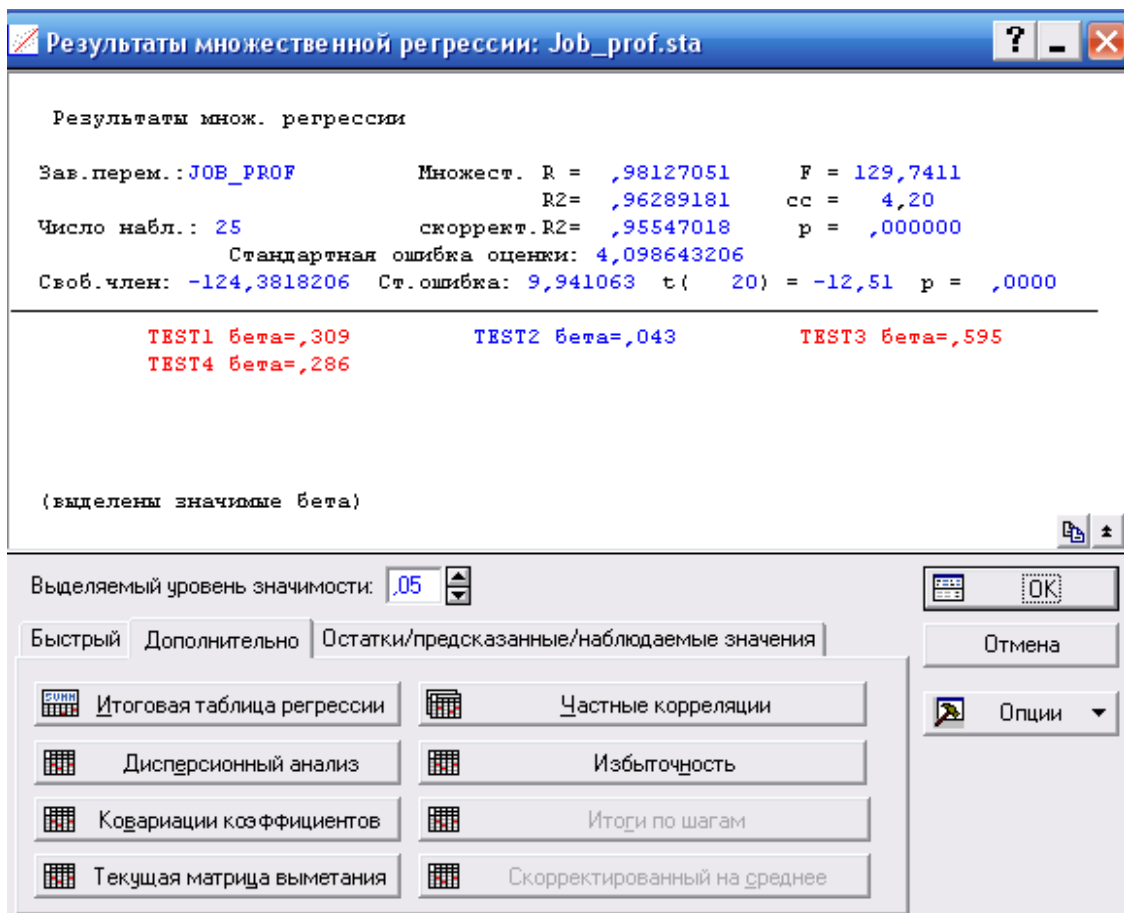 Результаты множественной регрессии: Job_prof.sta
Результаты множ. регрессии
Зав.перем.:JOB_PROF Множест. R = ,98127051 F = 129,7411
R2= ,96289181 cc = 4,20
Число набл.: 25 скоррект.R2= ,95547018 p = ,000000
Стандартная ошибка оценки: 4,098643206
Своб.член: -124,3818206 Ст.ошибка: 9,941063 t( 20) = -12,51 p = ,0000
TEST1 бета=,309 TEST2 бета=,043 TEST3 бета=,595
TEST4 бета=,286
(выделены значимые бета)
Выделяемый уровень значимости: ,05
OK
Быстрый Дополнительно Остатки/предсказанные/наблюдаемые значения
Отмена
SUMM Итоговая таблица регрессии Частные корреляции
Опции
Дисперсионный анализ Избыточность
Ковариации коэффициентов Итоги по шагам
Текущая матрица выметания Скорректированный на среднее